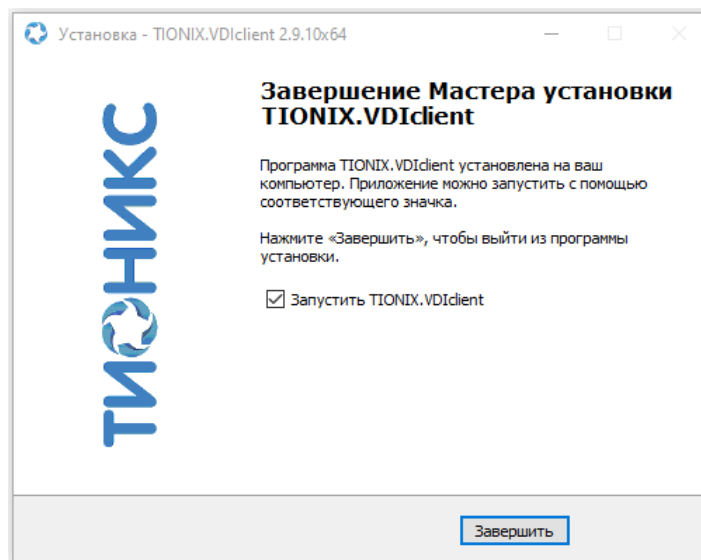 Установка - TIONIX.VDIclient 2.9.10x64
Завершение Мастера установки
TIONIX.VDIclient
Программа TIONIX.VDIclient установлена на ваш
компьютер. Приложение можно запустить с помощью
соответствующего значка.
Нажмите «Завершить», чтобы выйти из программы
установки.
Запустить TIONIX.VDIclient
ТИОНИКС
Завершить